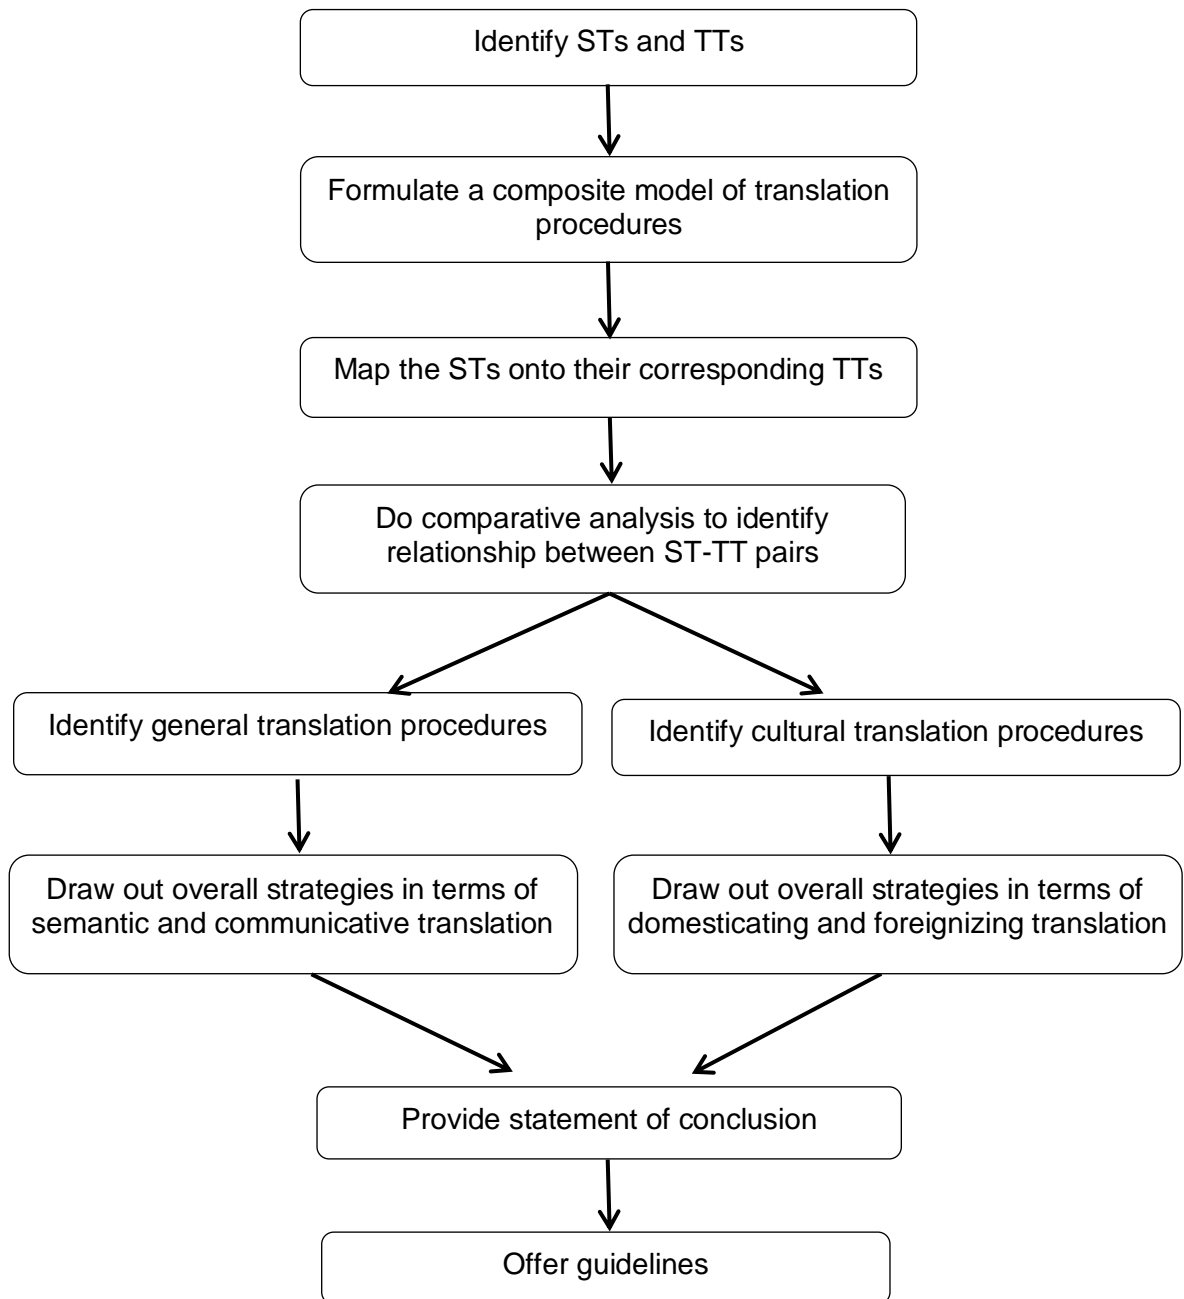 Identify STs and TTs
Formulate a composite model of translation
procedures
Map the STs onto their corresponding TTs
Do comparative analysis to identify
relationship between ST-TT pairs
Identify general translation procedures
Identify cultural translation procedures
Draw out overall strategies in terms of
semantic and communicative translation
Draw out overall strategies in terms of
domesticating and foreignizing translation
Provide statement of conclusion
Offer guidelines